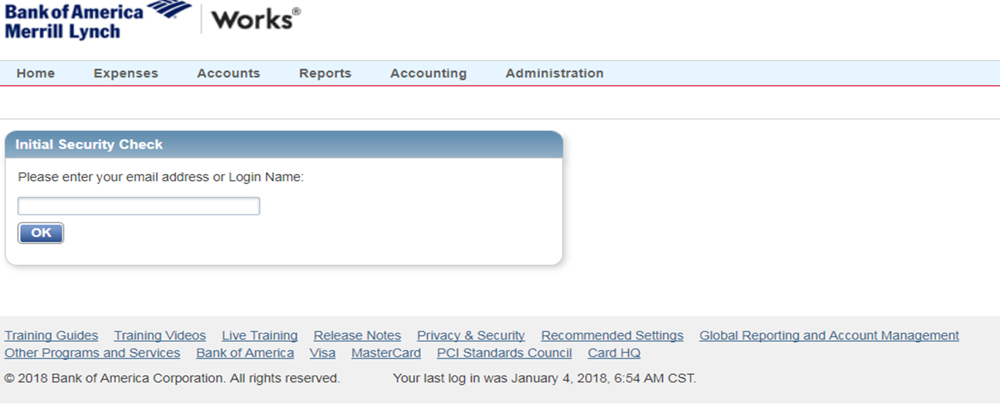 Bank of America
Merrill Lynch
Works®
Home Expenses Accounts Reports Accounting Administration
Initial Security Check
Please enter your email address or Login Name:
OK
Training Guides Training Videos Live Training Release Notes Privacy & Security Recommended Settings Global Reporting and Account Management
Other Programs and Services Bank of America Visa MasterCard PCI Standards Council Card HQ
© 2018 Bank of America Corporation. All rights reserved. Your last log in was January 4, 2018, 6:54 AM CST.